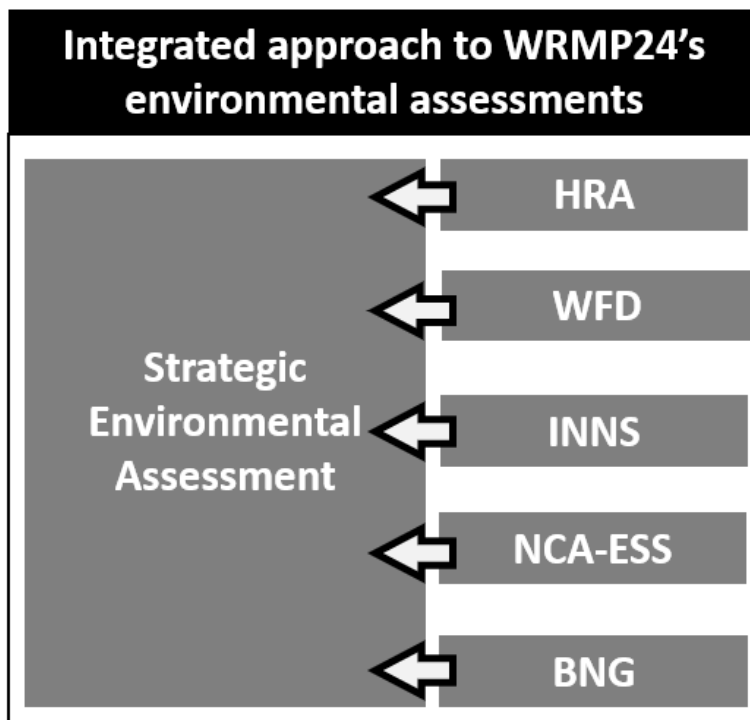 Integrated approach to WRMP24's
environmental assessments
Strategic
Environmental
Assessment
HRA
WFD
INNS
NCA-ESS
BNG